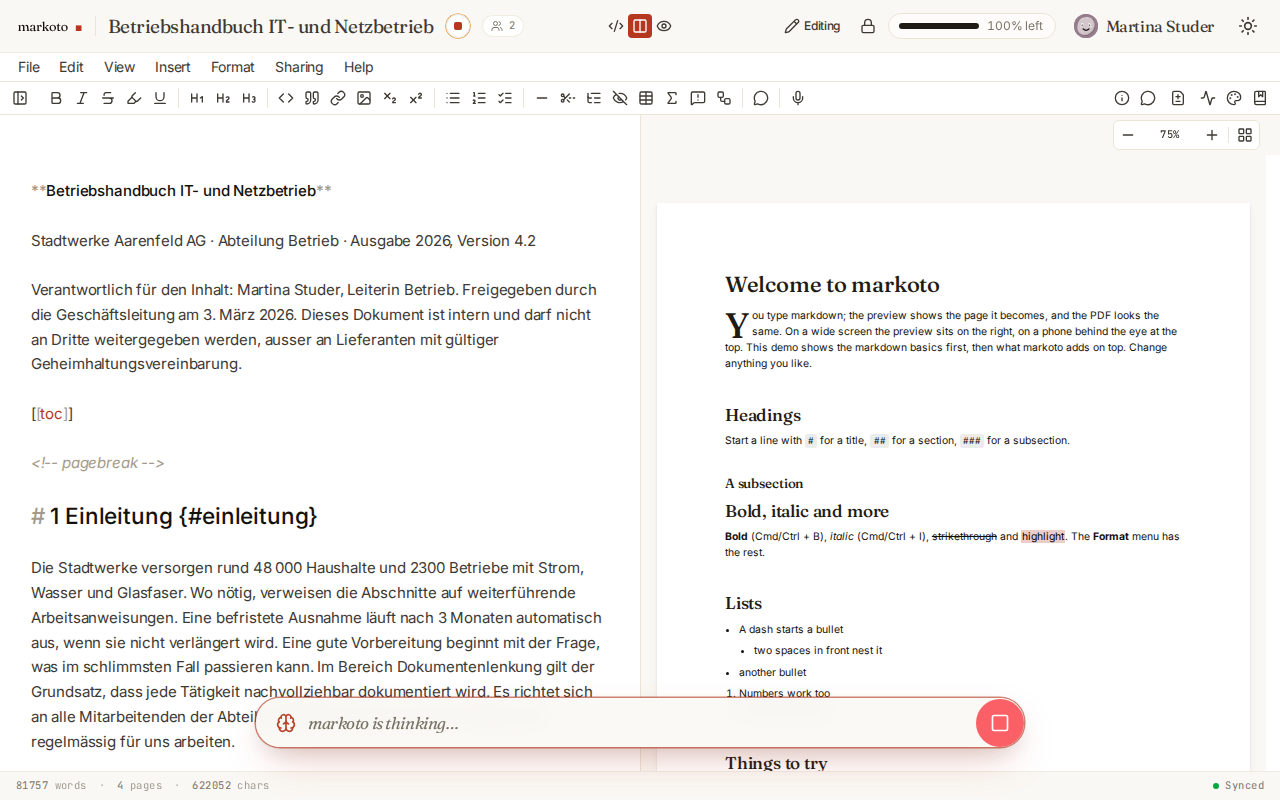 markoto
Betriebshandbuch IT- und Netzbetrieb
2
Editing
100% left
Martina Studer
File Edit View Insert Format Sharing Help
H1 H2 H3
75%
**Betriebshandbuch IT- und Netzbetrieb**
Stadtwerke Aarenfeld AG · Abteilung Betrieb · Ausgabe 2026, Version 4.2
Verantwortlich für den Inhalt: Martina Studer, Leiterin Betrieb. Freigegeben durch
die Geschäftsleitung am 3. März 2026. Dieses Dokument ist intern und darf nicht
an Dritte weitergegeben werden, ausser an Lieferanten mit gültiger
Geheimhaltungsvereinbarung.
[[toc]]
<!-- pagebreak -->
# 1 Einleitung {#einleitung}
Die Stadtwerke versorgen rund 48 000 Haushalte und 2300 Betriebe mit Strom,
Wasser und Glasfaser. Wo nötig, verweisen die Abschnitte auf weiterführende
Arbeitsanweisungen. Eine befristete Ausnahme läuft nach 3 Monaten automatisch
aus, wenn sie nicht verlängert wird. Eine gute Vorbereitung beginnt mit der Frage,
was im schlimmsten Fall passieren kann. Im Bereich Dokumentenlenkung gilt der
Grundsatz, dass jede Tätigkeit nachvollziehbar dokumentiert wird. Es richtet sich
an alle Mitarbeitenden der
regelmässig für uns arbeiten.
Welcome to markoto
You type markdown; the preview shows the page it becomes, and the PDF looks the
same. On a wide screen the preview sits on the right, on a phone behind the eye at the
top. This demo shows the markdown basics first, then what markoto adds on top. Change
anything you like.
Headings
Start a line with # for a title, ## for a section, ### for a subsection.
A subsection
Bold, italic and more
Bold (Cmd/Ctrl + B), italic (Cmd/Ctrl + I), strikethrough and highlight. The Format menu has
the rest.
Lists
• A dash starts a bullet
• two spaces in front nest it
• another bullet
1. Numbers work too
Things to try
markoto is thinking...
81757 words · 4 pages · 622052 chars
Synced